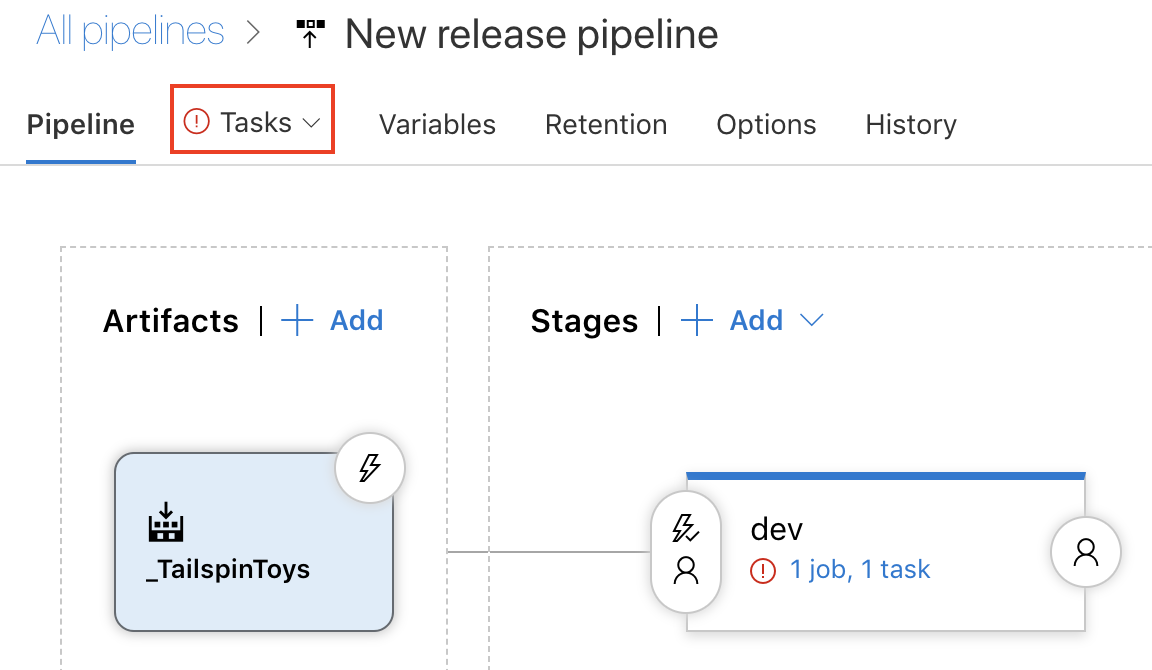 All pipelines > New release pipeline
Pipeline ! Tasks Variables Retention Options History
Artifacts | + Add
Stages | + Add
_TailspinToys
dev
! 1 job, 1 task